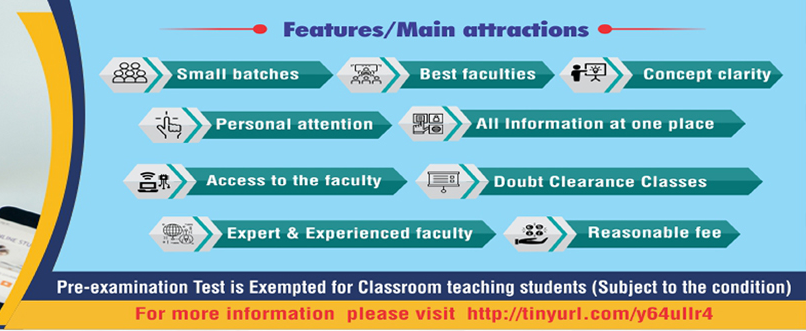 Features/Main attractions
Small batches
Best faculties
Concept clarity
Personal attention
All Information at one place
Access to the faculty
Doubt Clearance Classes
Expert & Experienced faculty
Reasonable fee
Pre-examination Test is Exempted for Classroom teaching students (Subject to the condition)
For more information please visit http://tinyurl.com/y64ullr4